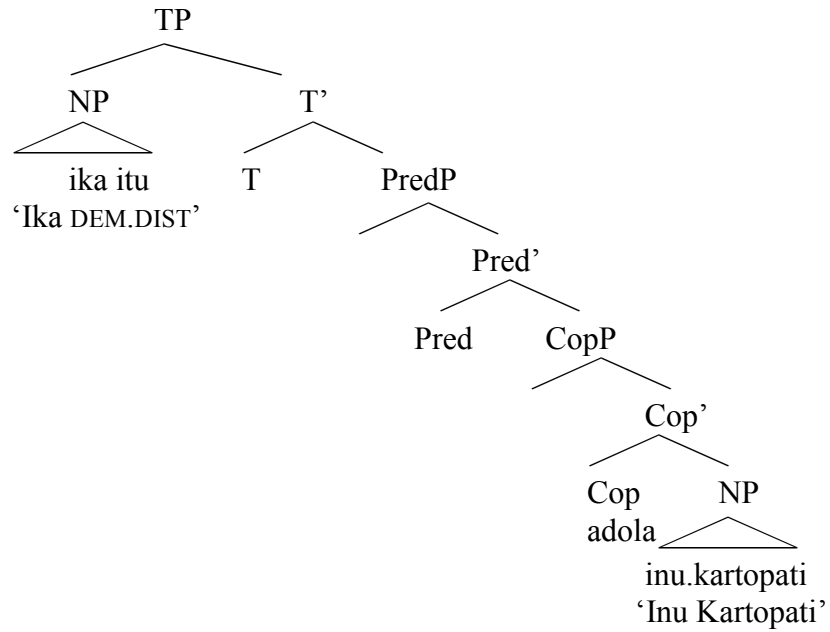 TP
NP T’
ika itu T PredP
‘Ika DEM.DIST’
Pred’
Pred CopP
Cop’
Cop NP
adola
inu.kartopati
‘Inu Kartopati’